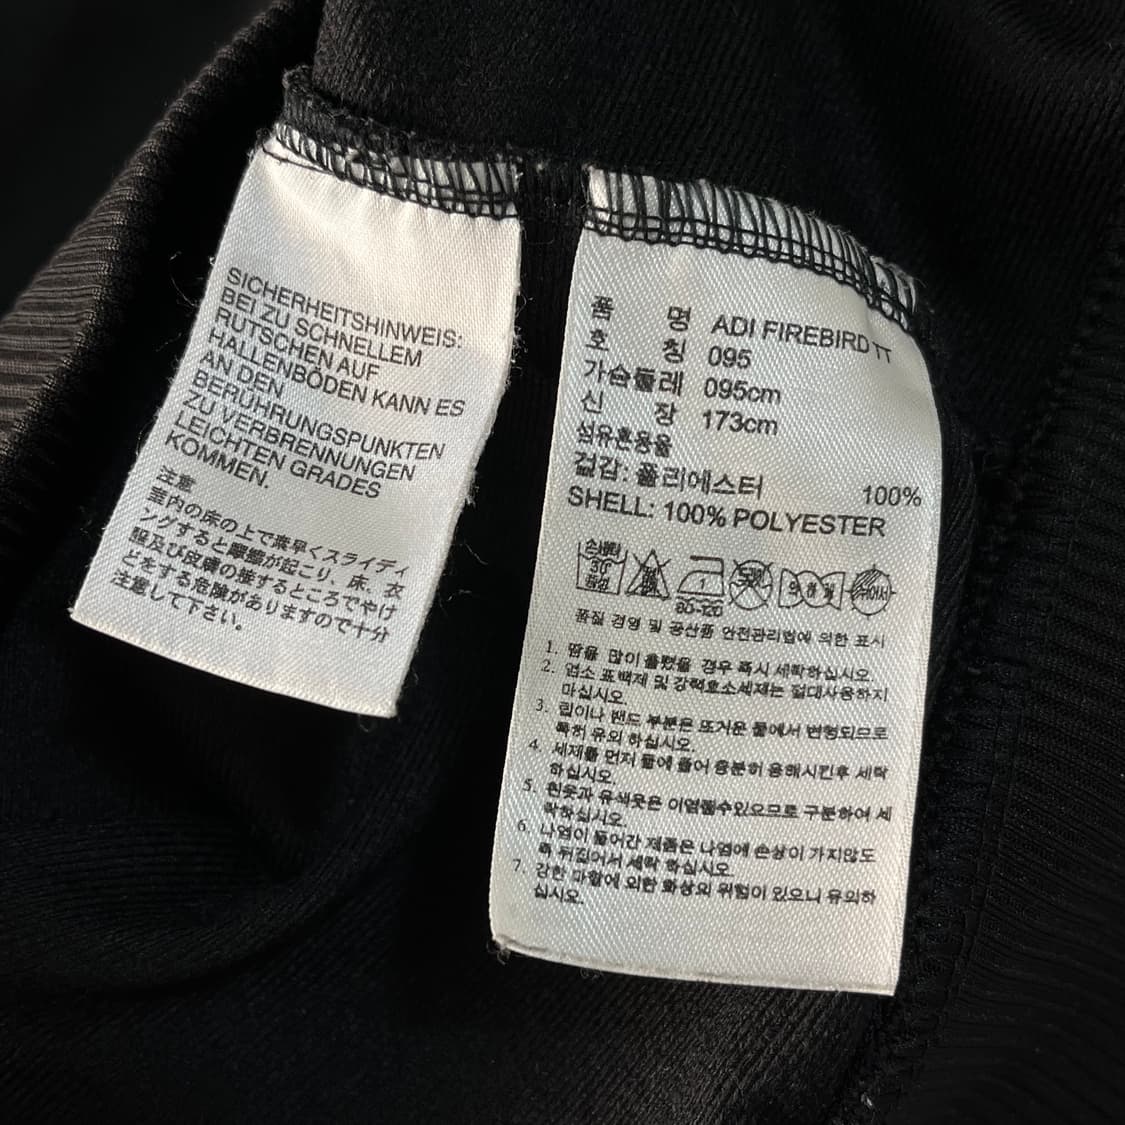 SICHERHEITSHINWEIS:
BEI ZU SCHNELLEM
RUTSCHEN AUF
HALLENBÖDEN KANN ES
AN DEN
BERÜHRUNGSPUNKTEN
ZU VERBRENNUNGEN
LEICHTEN GRADES
KOMMEN.
注意
室内の床の上で素早くスライディ
ングすると摩擦が起こり、床、衣
服及び皮膚の接するところでやけ
どをする危険がありますので十分
注意して下さい。
품 명 ADI FIREBIRD TT
호 칭 095
가슴둘레 095cm
신 장 173cm
섬유혼용율
겉감: 폴리에스터 100%
SHELL: 100% POLYESTER
손세탁
30
중성
1
80-120
품질 경영 및 공산품 안전관리법에 의한 표시
1. 땀을 많이 흘렸을 경우 즉시 세탁하십시오.
2. 염소 표백제 및 강력효소세제는 절대사용하지
마십시오.
3. 립이나 밴드 부분은 뜨거운 물에서 변형되므로
특히 유의 하십시오.
4. 세제를 먼저 물에 풀어 충분히 용해시킨후 세탁
하십시오.
5. 흰옷과 유색옷은 이염될수있으므로 구분하여 세
탁하십시오.
6. 나염이 들어간 제품은 나염에 손상이 가지않도
록 뒤집어서 세탁 하십시오.
7. 강한 마찰에 의한 화상의 위험이 있으니 유의하
십시오.